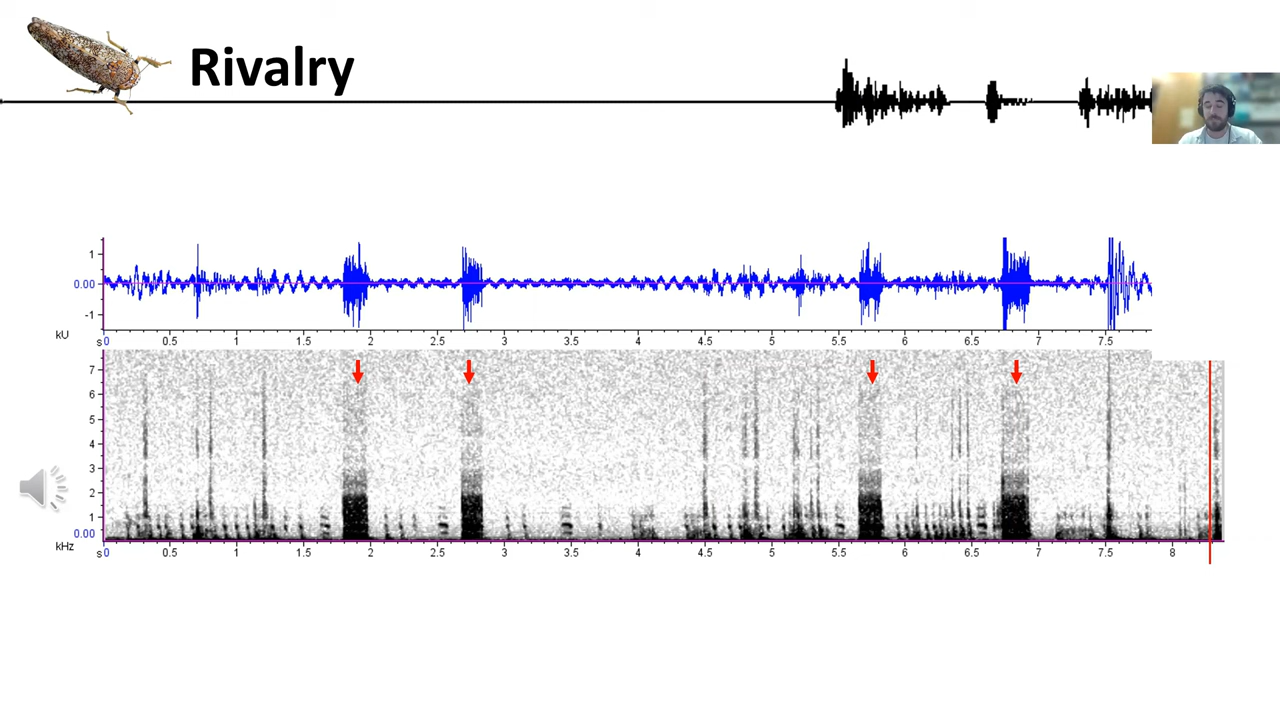 Rivalry
1
0.00
-1
kU
s0 0.5 1 1.5 2 2.5 3 3.5 4 4.5 5 5.5 6 6.5 7 7.5
7
6
5
4
3
2
1
0.00
kHz
s0 0.5 1 1.5 2 2.5 3 3.5 4 4.5 5 5.5 6 6.5 7 7.5 8